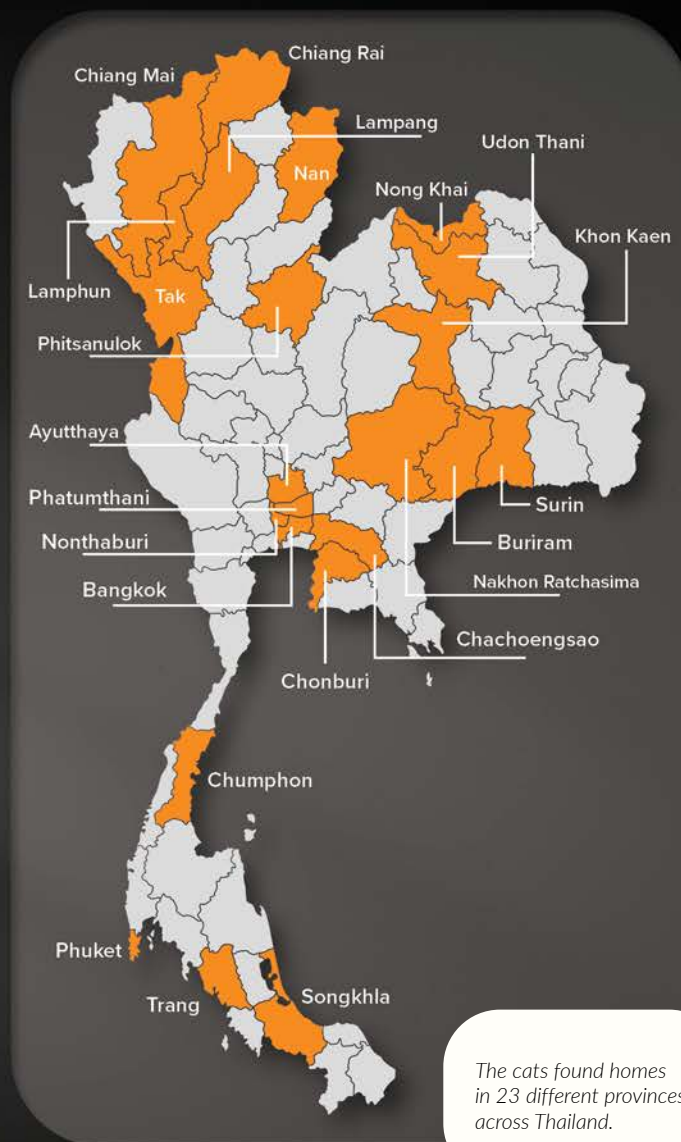 Chiang Rai
Chiang Mai
Lampang
Udon Thani
Nan
Nong Khai
Khon Kaen
Lamphun
Tak
Phitsanulok
Ayutthaya
Phatumthani
Surin
Nonthaburi
Buriram
Bangkok
Nakhon Ratchasima
Chachoengsao
Chonburi
Chumphon
Phuket
Trang
Songkhla
The cats found homes
in 23 different provinces
across Thailand.